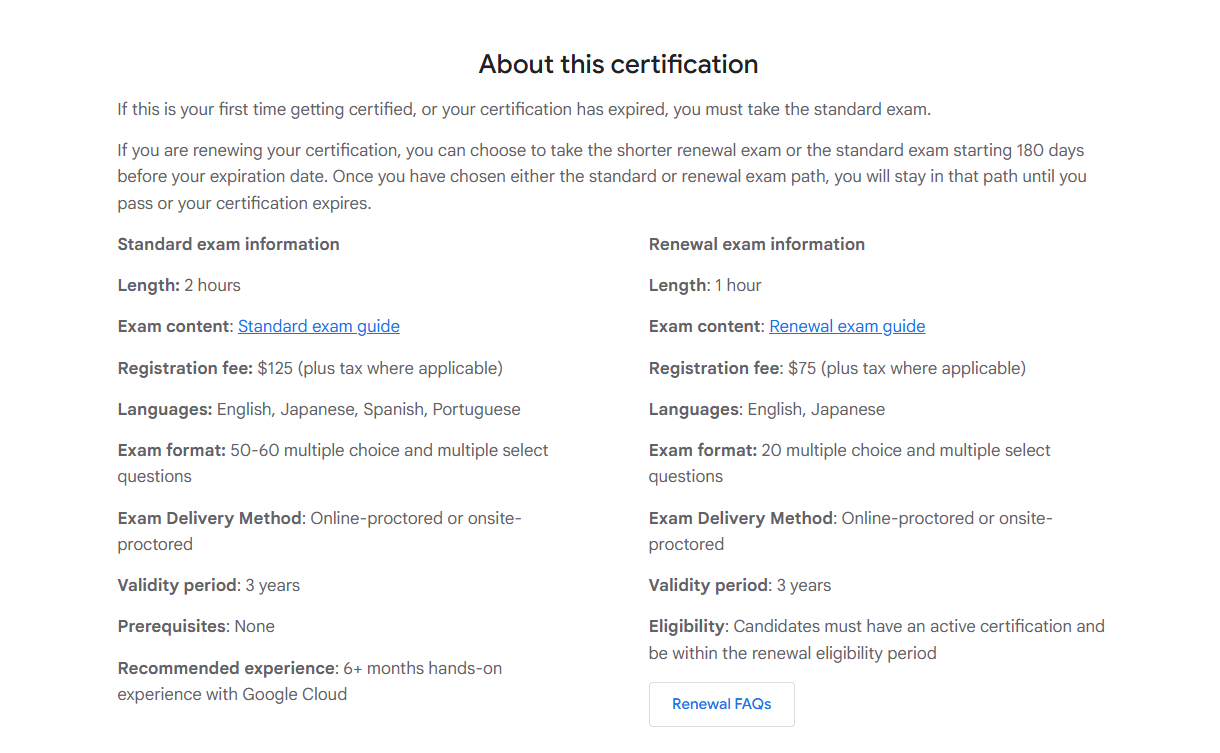 About this certification
If this is your first time getting certified, or your certification has expired, you must take the standard exam.
If you are renewing your certification, you can choose to take the shorter renewal exam or the standard exam starting 180 days
before your expiration date. Once you have chosen either the standard or renewal exam path, you will stay in that path until you
pass or your certification expires.
Standard exam information
Length: 2 hours
Exam content: Standard exam guide
Registration fee: $125 (plus tax where applicable)
Languages: English, Japanese, Spanish, Portuguese
Exam format: 50-60 multiple choice and multiple select
questions
Exam Delivery Method: Online-proctored or onsite-
proctored
Validity period: 3 years
Prerequisites: None
Recommended experience: 6+ months hands-on
experience with Google Cloud
Renewal exam information
Length: 1 hour
Exam content: Renewal exam guide
Registration fee: $75 (plus tax where applicable)
Languages: English, Japanese
Exam format: 20 multiple choice and multiple select
questions
Exam Delivery Method: Online-proctored or onsite-
proctored
Validity period: 3 years
Eligibility: Candidates must have an active certification and
be within the renewal eligibility period
Renewal FAQs